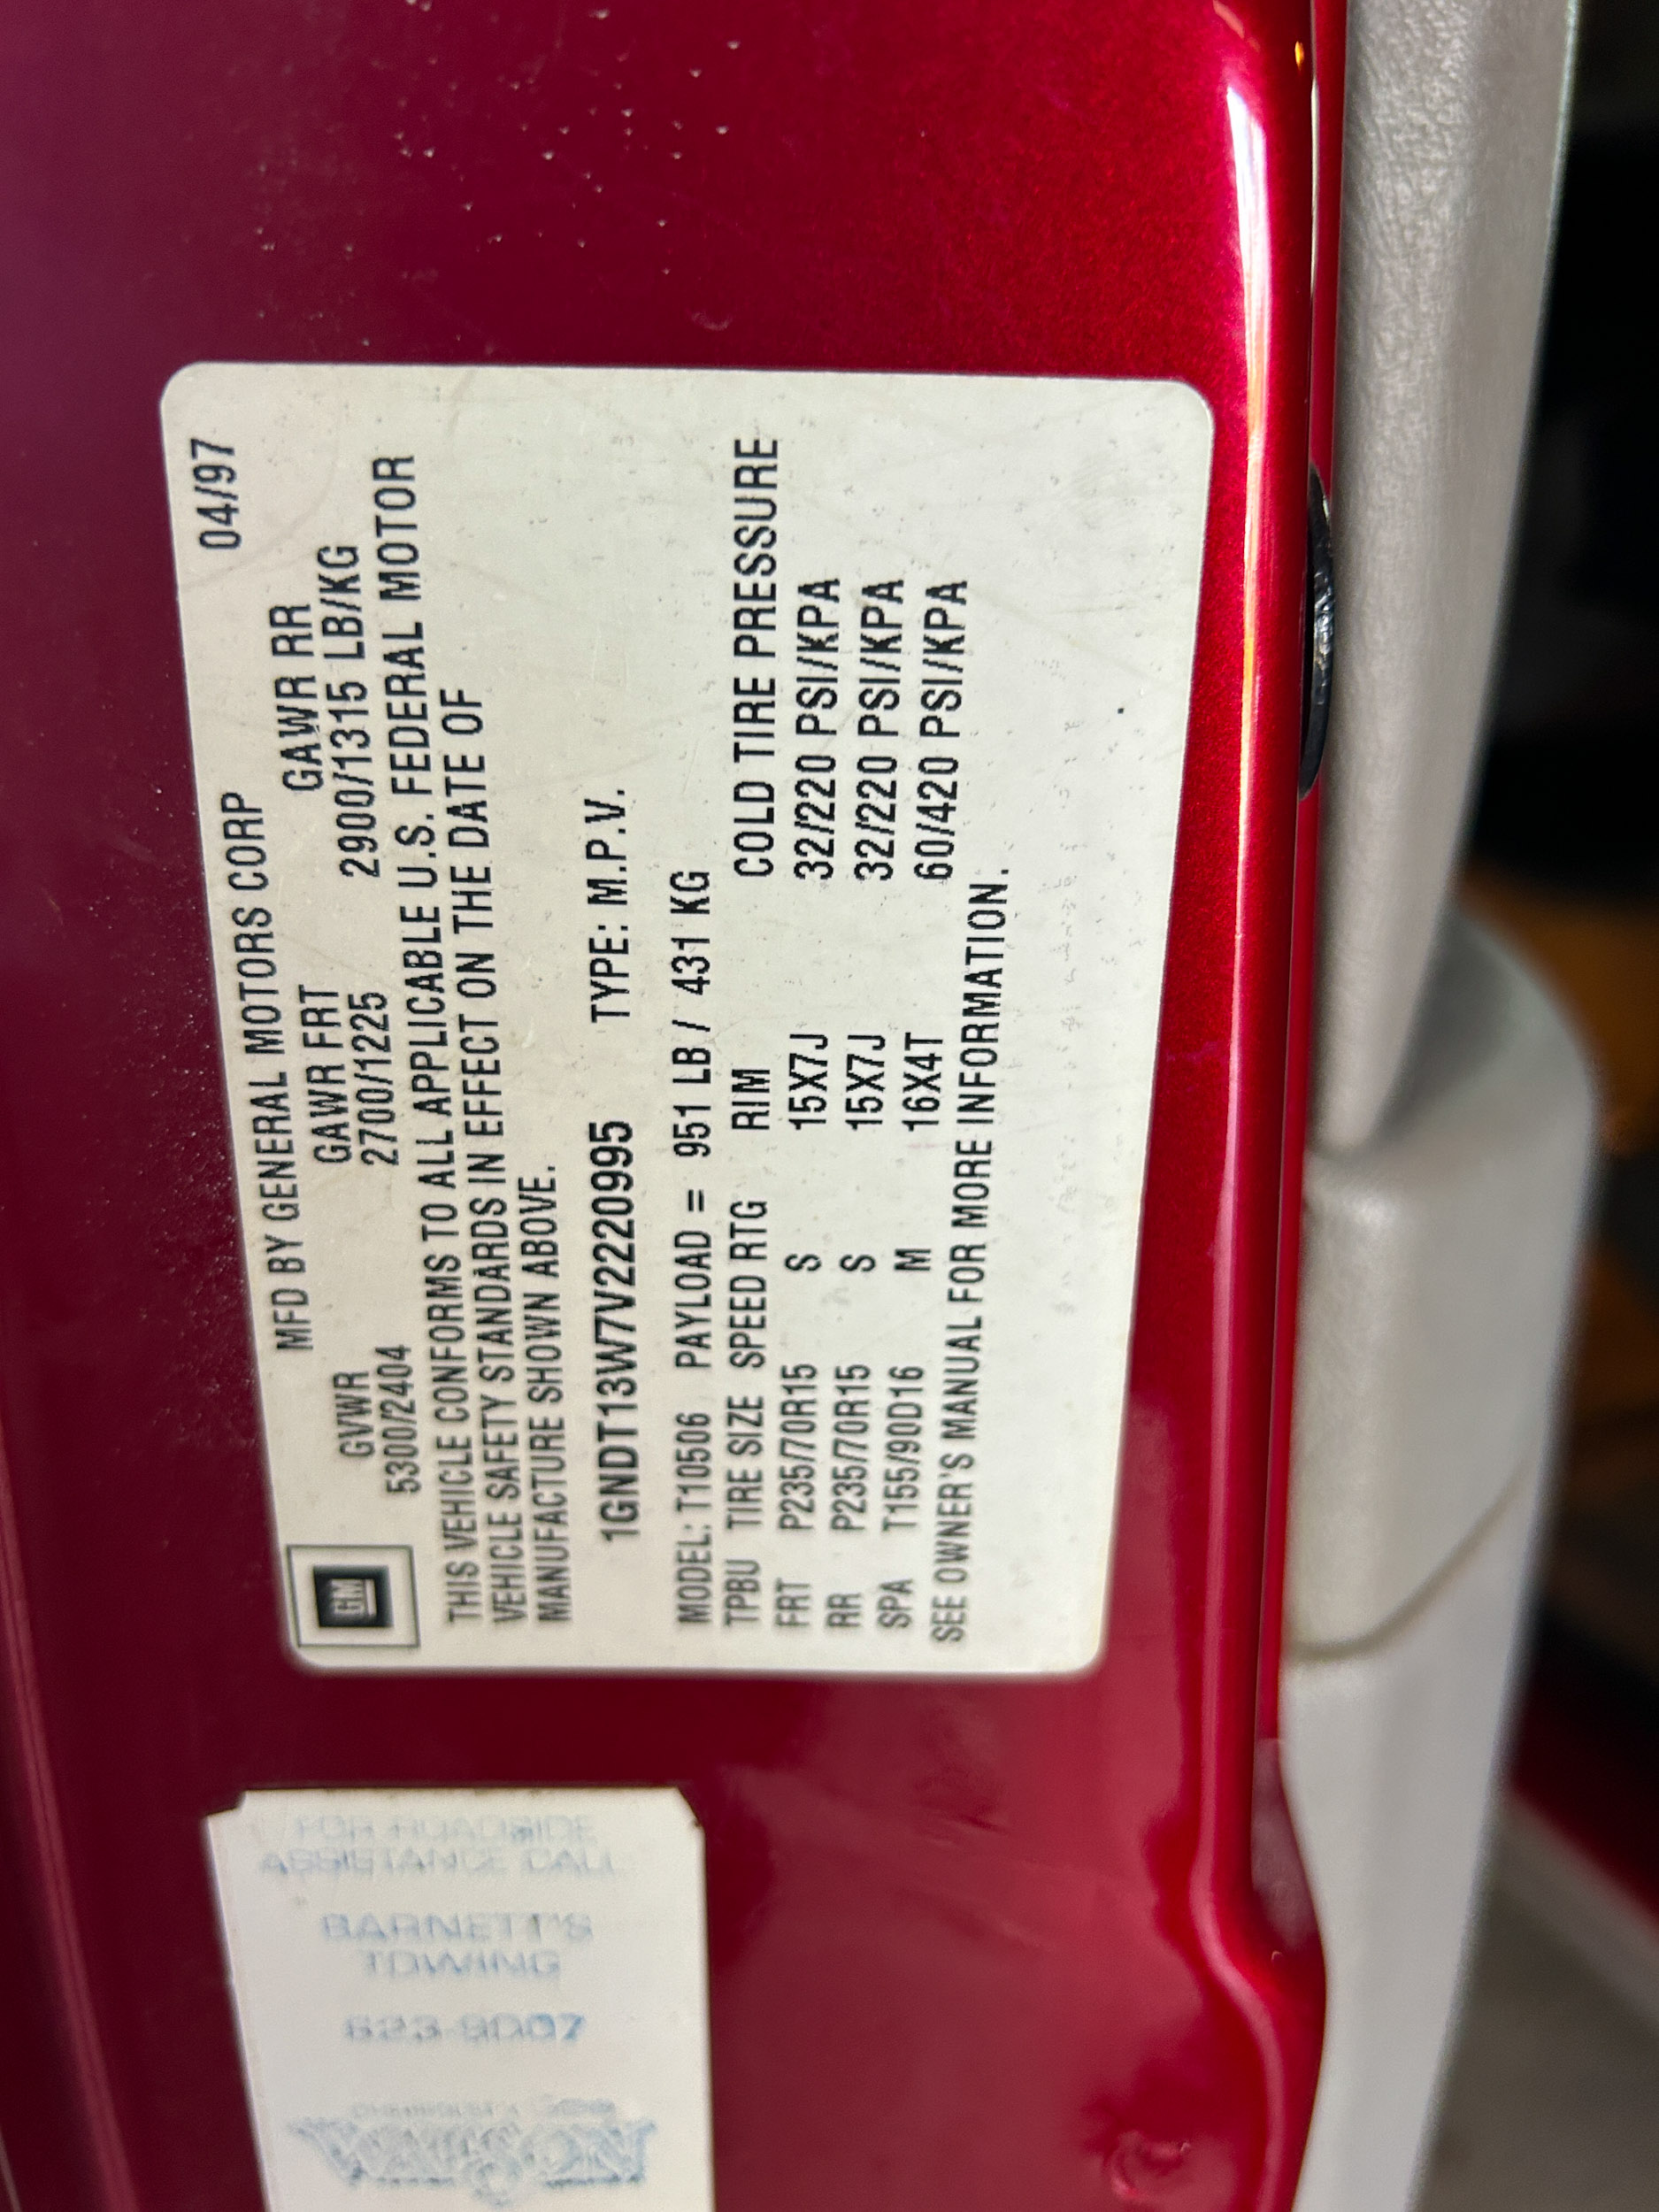 04/97
MFD BY GENERAL MOTORS CORP
GM
GVWR GAWR FRT GAWR RR
5300/2404 2700/1225 2900/1315 LB/KG
THIS VEHICLE CONFORMS TO ALL APPLICABLE U.S. FEDERAL MOTOR
VEHICLE SAFETY STANDARDS IN EFFECT ON THE DATE OF
MANUFACTURE SHOWN ABOVE.
1GNDT13W7V2220995 TYPE: M.P.V.
MODEL: T10506 PAYLOAD = 951 LB / 431 KG
TPBU TIRE SIZE SPEED RTG RIM COLD TIRE PRESSURE
FRT P235/70R15 S 15X7J 32/220 PSI/KPA
RR P235/70R15 S 15X7J 32/220 PSI/KPA
SPA T155/90D16 M 16X4T 60/420 PSI/KPA
SEE OWNER'S MANUAL FOR MORE INFORMATION.
FOR ROADSIDE
ASSISTANCE CALL
BARNETT'S
TOWING
623-9007